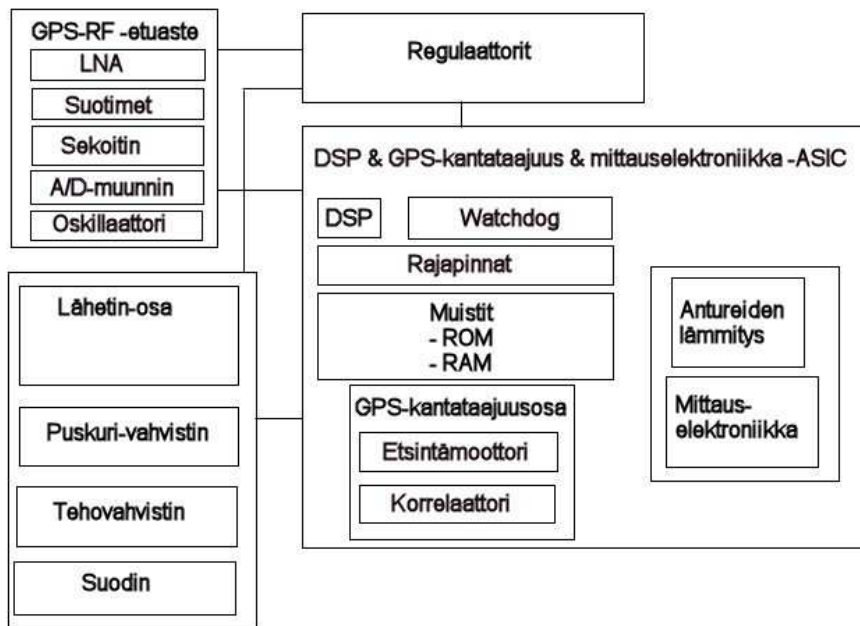 GPS-RF -etuaste
LNA
Suotimet
Sekoitin
A/D-muunnin
Oskillaattori
Regulaattorit
DSP & GPS-kantataajuus & mittauselektroniikka -ASIC
DSP
Watchdog
Rajapinnat
Muistit
- ROM
- RAM
GPS-kantataajuusosa
Etsintämoottori
Korrelaattori
Antureiden
lämmitys
Mittaus-
elektroniikka
Lähetin-osa
Puskuri-vahvistin
Tehovahvistin
Suodin